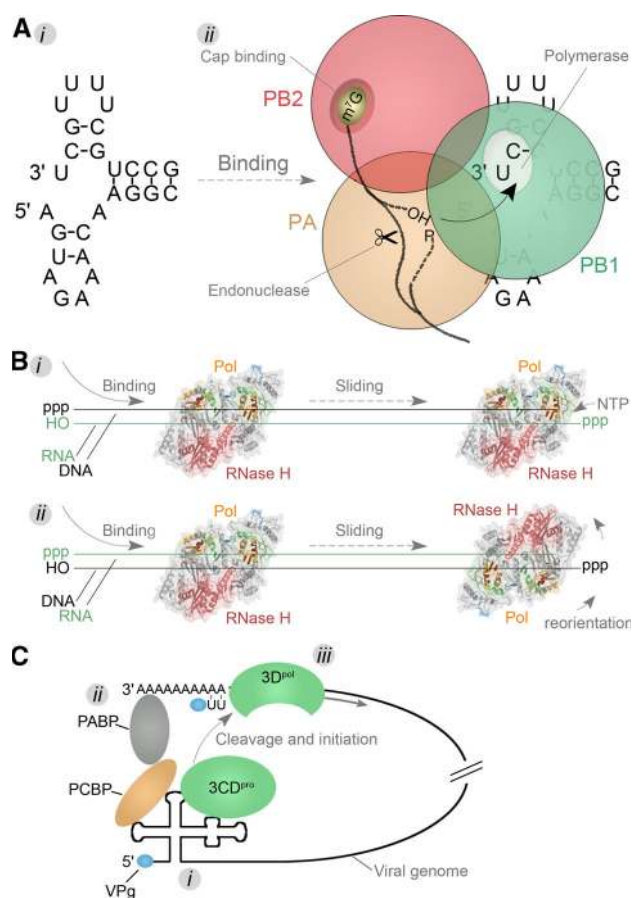 A i ii
U U
U U
G-C
C-G
3' U U C C G
5' A A G G C
A C
G-C
U A
A A
G A
Binding
Cap binding
m⁷G
PB2
PA
OH
P
Endonuclease
Polymerase
U U
U U
C-
3' U
G
C
PB1
A
A A
G A
B i
Binding
Pol
Sliding
Pol
ppp
HO
NTP
ppp
RNA
DNA
RNase H
RNase H
ii
Binding
Pol
Sliding
RNase H
ppp
HO
ppp
DNA
RNA
RNase H
Pol
reorientation
C
iii
3' AAAAAAAAAA
3Dpol
ii
UU
PABP
Cleavage and initiation
PCBP
3CDpro
5'
VPg
i
Viral genome